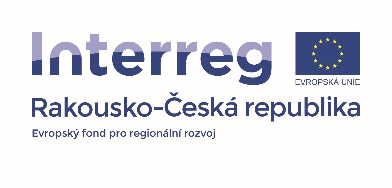 Interreg
EVROPSKÁ UNIE
Rakousko-Česká republika
Evropský fond pro regionální rozvoj